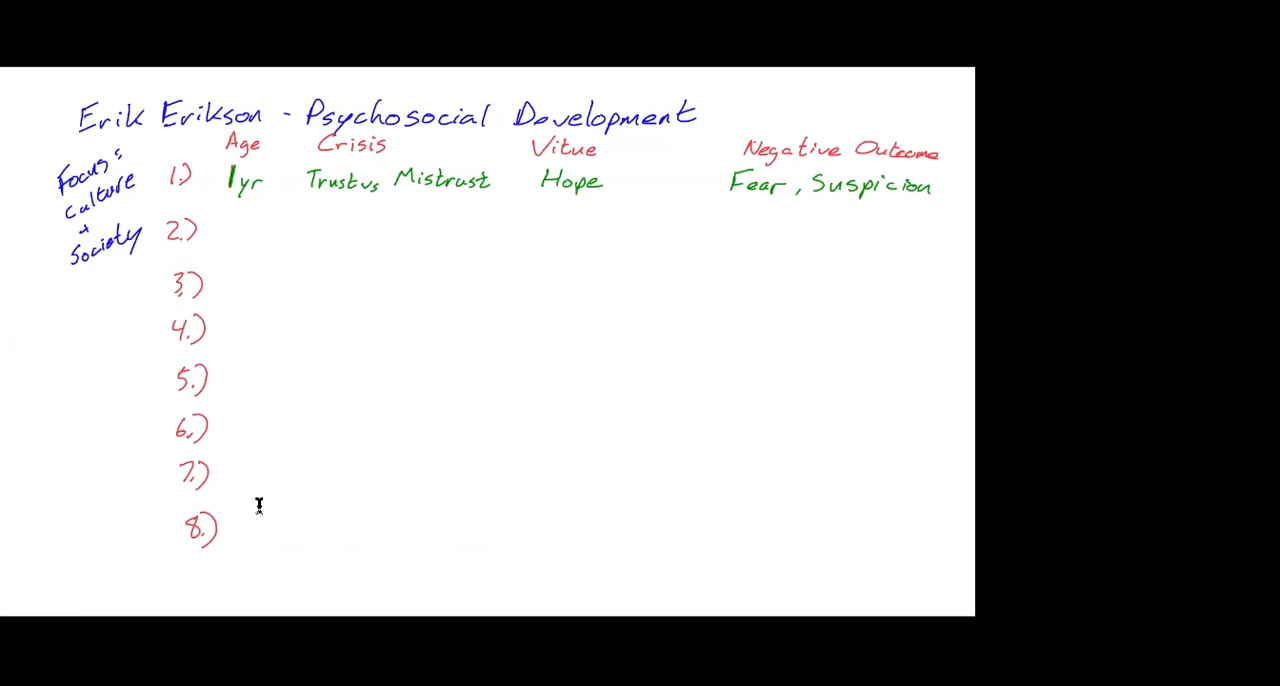 Erik Erikson - Psychosocial Development
Age Crisis Vitue Negative Outcome
Focus:
Culture
+
Society
1.) 1yr Trust vs Mistrust Hope Fear, Suspicion
2.)
3.)
4.)
5.)
6.)
7.)
8.)